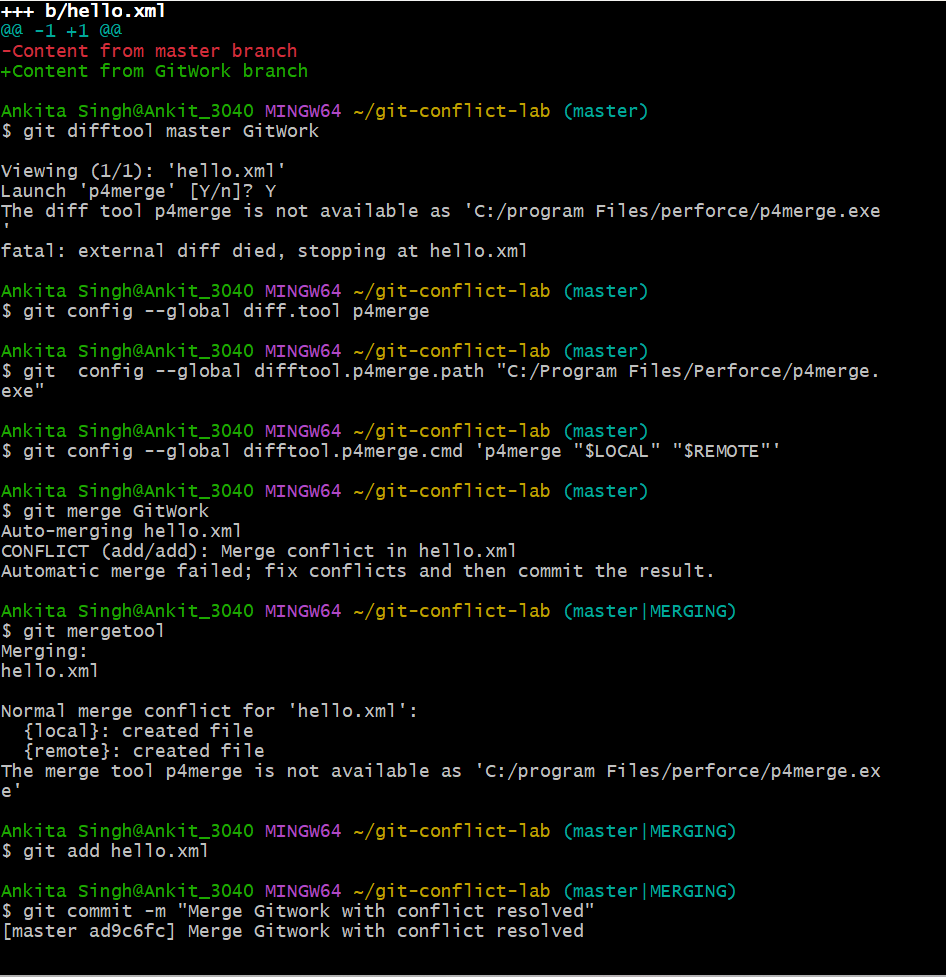 +++ b/hello.xml
@@ -1 +1 @@
-Content from master branch
+Content from GitWork branch
Ankita Singh@Ankit_3040 MINGW64 ~/git-conflict-lab (master)
$ git difftool master GitWork
Viewing (1/1): 'hello.xml'
Launch 'p4merge' [Y/n]? Y
The diff tool p4merge is not available as 'C:/program Files/perforce/p4merge.exe
'
fatal: external diff died, stopping at hello.xml
Ankita Singh@Ankit_3040 MINGW64 ~/git-conflict-lab (master)
$ git config --global diff.tool p4merge
Ankita Singh@Ankit_3040 MINGW64 ~/git-conflict-lab (master)
$ git  config --global difftool.p4merge.path "C:/Program Files/Perforce/p4merge.
exe"
Ankita Singh@Ankit_3040 MINGW64 ~/git-conflict-lab (master)
$ git config --global difftool.p4merge.cmd 'p4merge "$LOCAL" "$REMOTE"'
Ankita Singh@Ankit_3040 MINGW64 ~/git-conflict-lab (master)
$ git merge GitWork
Auto-merging hello.xml
CONFLICT (add/add): Merge conflict in hello.xml
Automatic merge failed; fix conflicts and then commit the result.
Ankita Singh@Ankit_3040 MINGW64 ~/git-conflict-lab (master|MERGING)
$ git mergetool
Merging:
hello.xml
Normal merge conflict for 'hello.xml':
  {local}: created file
  {remote}: created file
The merge tool p4merge is not available as 'C:/program Files/perforce/p4merge.ex
e'
Ankita Singh@Ankit_3040 MINGW64 ~/git-conflict-lab (master|MERGING)
$ git add hello.xml
Ankita Singh@Ankit_3040 MINGW64 ~/git-conflict-lab (master|MERGING)
$ git commit -m "Merge Gitwork with conflict resolved"
[master ad9c6fc] Merge Gitwork with conflict resolved